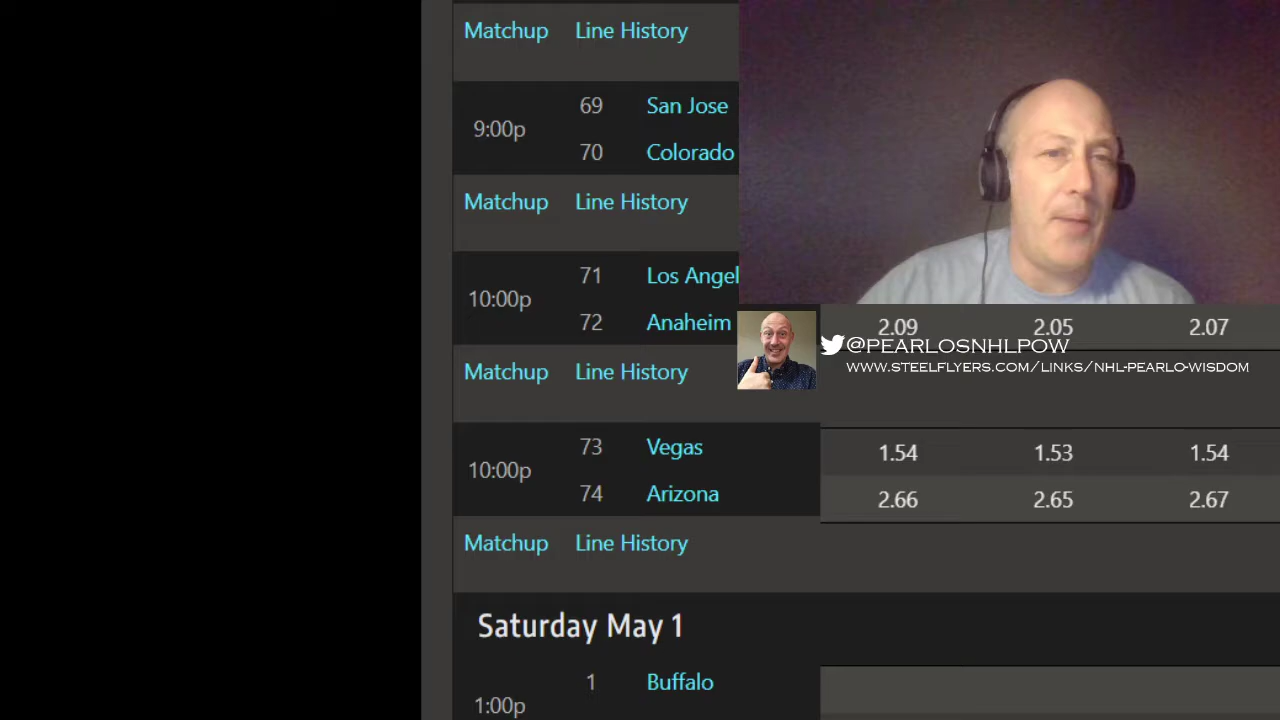 Matchup Line History
69 San Jose
9:00p
70 Colorado
Matchup Line History
71 Los Angel
10:00p
72 Anaheim
2.09 2.05 2.07
@PEARLOSNHLPOW
WWW.STEELFLYERS.COM/LINKS/NHL-PEARLO-WISDOM
Matchup Line History
73 Vegas 1.54 1.53 1.54
10:00p
74 Arizona 2.66 2.65 2.67
Matchup Line History
Saturday May 1
1 Buffalo
1:00p